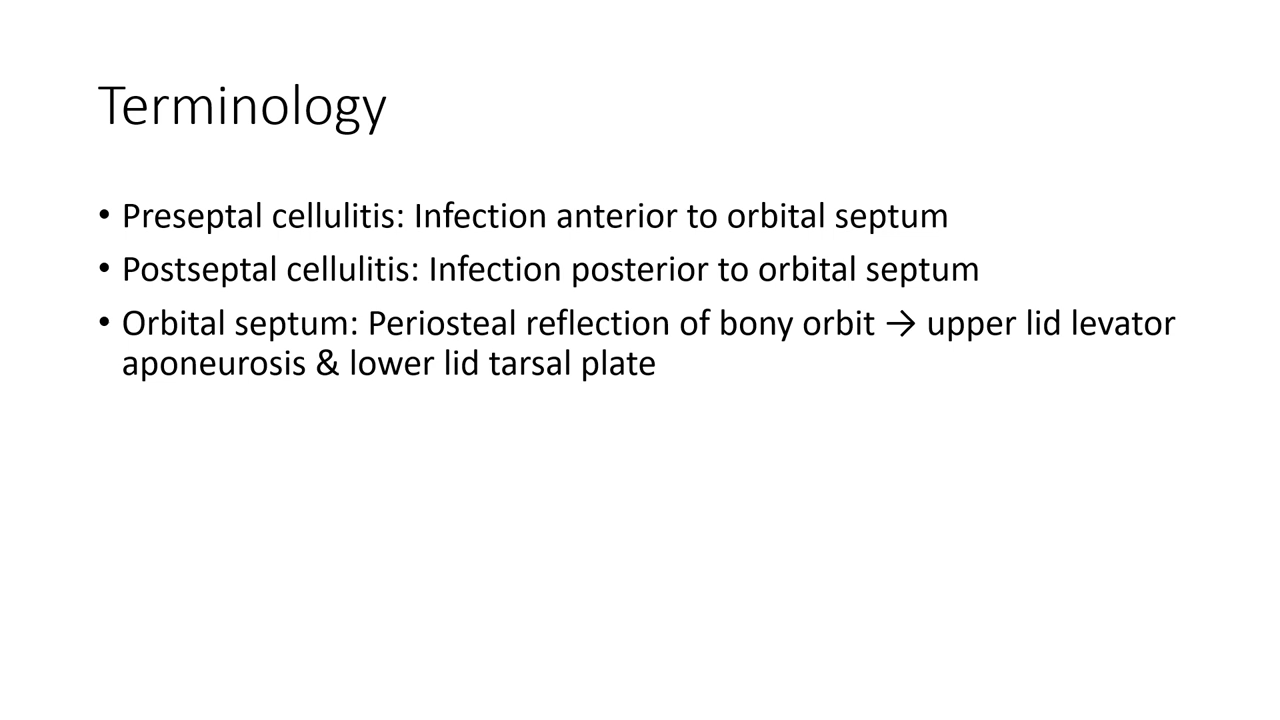 Terminology
• Preseptal cellulitis: Infection anterior to orbital septum
• Postseptal cellulitis: Infection posterior to orbital septum
• Orbital septum: Periosteal reflection of bony orbit → upper lid levator
aponeurosis & lower lid tarsal plate